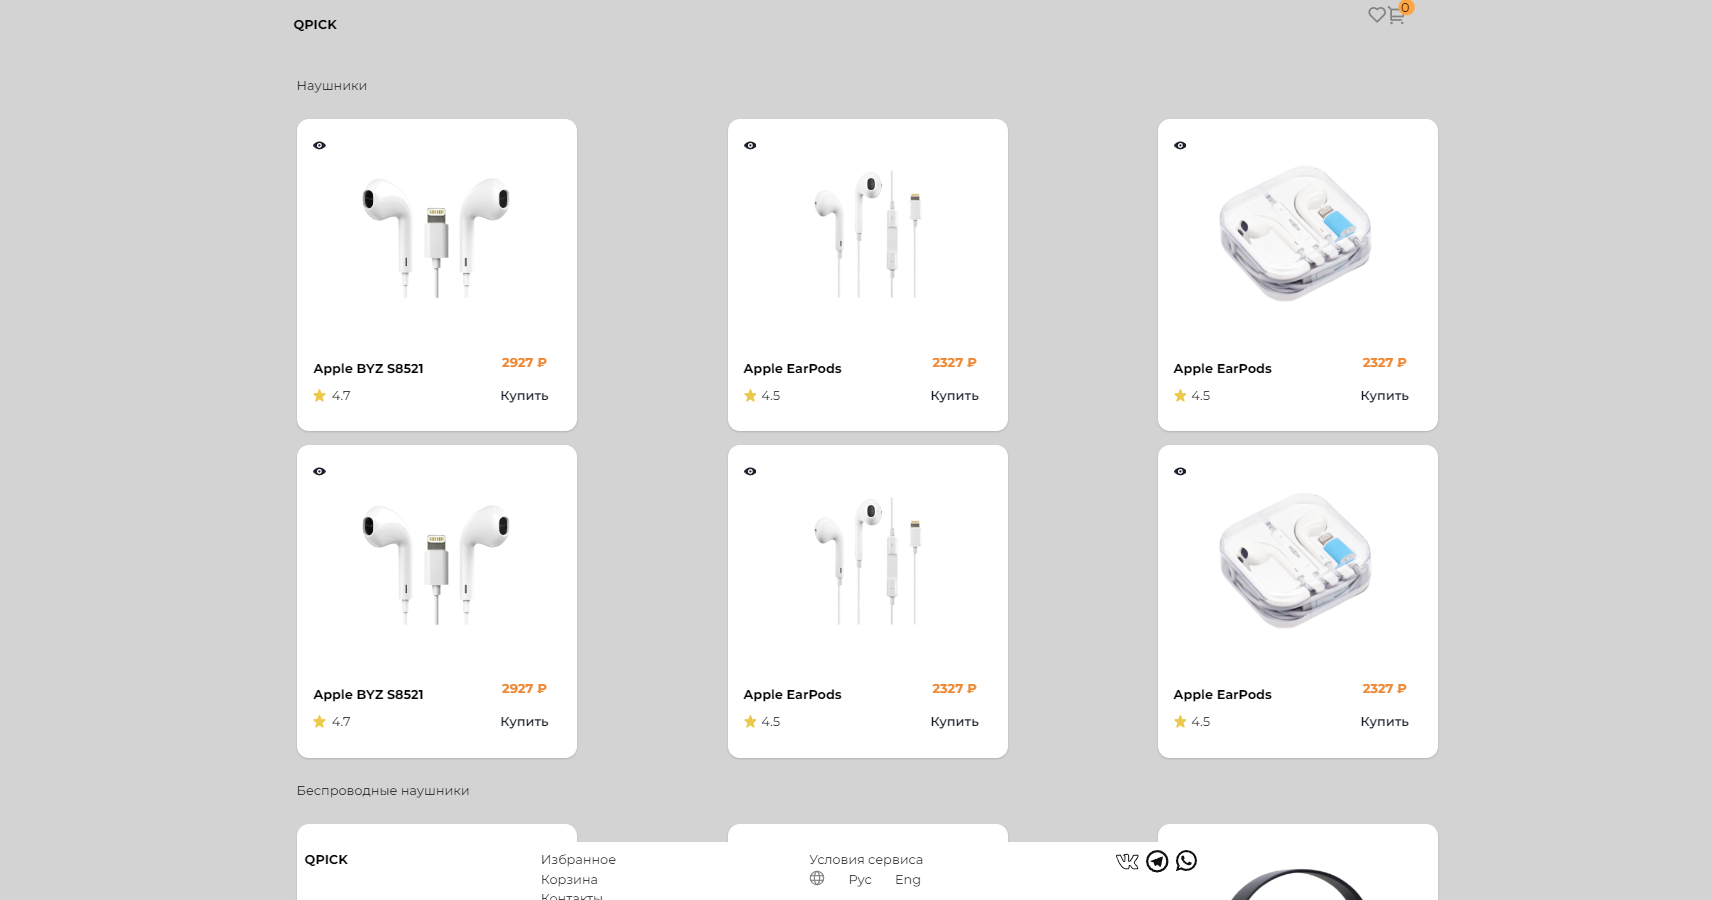 QPICK
0
Наушники
2927 ₽
Apple BYZ S8521
4.7
Купить
2327 ₽
Apple EarPods
4.5
Купить
2327 ₽
Apple EarPods
4.5
Купить
2927 ₽
Apple BYZ S8521
4.7
Купить
2327 ₽
Apple EarPods
4.5
Купить
2327 ₽
Apple EarPods
4.5
Купить
Беспроводные наушники
QPICK
Избранное
Корзина
Контакты
Условия сервиса
Рус Eng